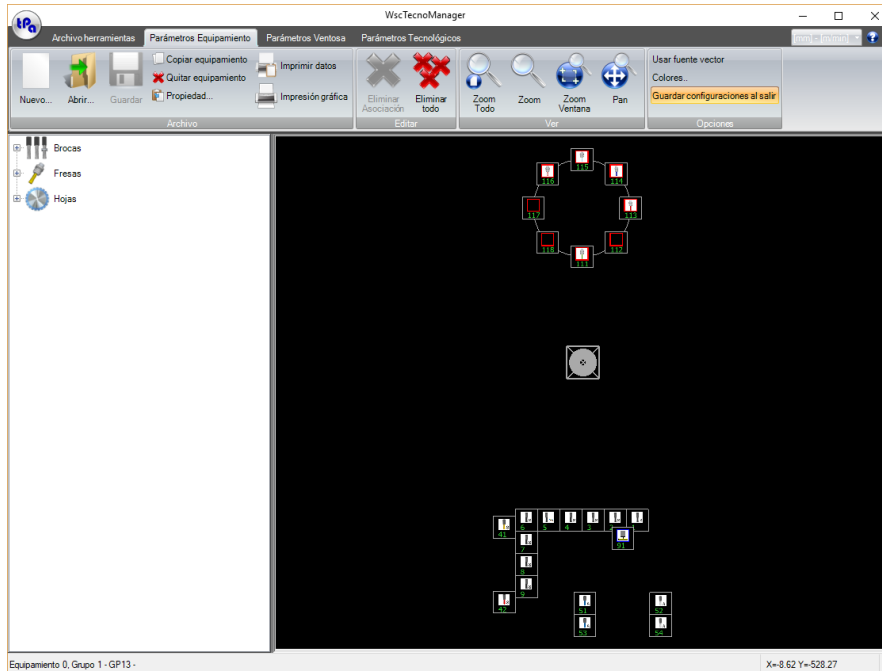 WscTecnoManager
tPa
Archivo herramientas Parámetros Equipamiento Parámetros Ventosa Parámetros Tecnológicos
Nuevo... Abrir... Guardar
Copiar equipamiento
Quitar equipamiento
Propiedad...
Imprimir datos
Impresión gráfica
Archivo
Eliminar Asociación
Eliminar todo
Editar
Zoom Todo
Zoom
Zoom Ventana
Pan
Ver
Usar fuente vector
Colores..
Guardar configuraciones al salir
Opciones
Brocas
Fresas
Hojas
115
116 114
117 113
118 112
111
41 6 5 4 3
91
7
8
9
42 51 52
53 54
Equipamiento 0, Grupo 1 - GP13 - X=-8.62 Y=-528.27